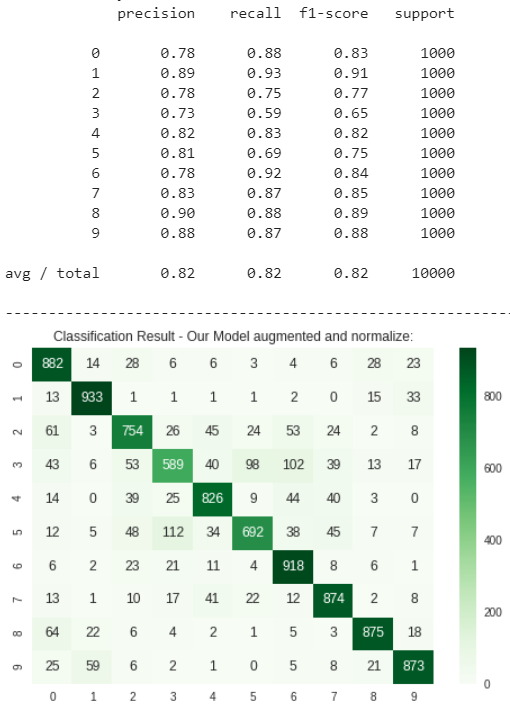 precision recall f1-score support
0 0.78 0.88 0.83 1000
1 0.89 0.93 0.91 1000
2 0.78 0.75 0.77 1000
3 0.73 0.59 0.65 1000
4 0.82 0.83 0.82 1000
5 0.81 0.69 0.75 1000
6 0.78 0.92 0.84 1000
7 0.83 0.87 0.85 1000
8 0.90 0.88 0.89 1000
9 0.88 0.87 0.88 1000
avg / total 0.82 0.82 0.82 10000
Classification Result - Our Model augmented and normalize:
0 882 14 28 6 6 3 4 6 28 23
1 13 933 1 1 1 1 2 0 15 33
800
2 61 3 754 26 45 24 53 24 2 8
3 43 6 53 589 40 98 102 39 13 17
600
4 14 0 39 25 826 9 44 40 3 0
5 12 5 48 112 34 692 38 45 7 7
400
6 6 2 23 21 11 4 918 8 6 1
7 13 1 10 17 41 22 12 874 2 8
200
8 64 22 6 4 2 1 5 3 875 18
9 25 59 6 2 1 0 5 8 21 873
0
0 1 2 3 4 5 6 7 8 9